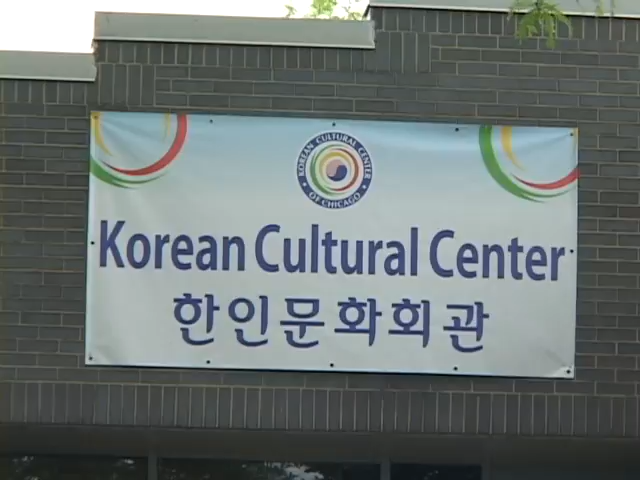 KOREAN CULTURAL CENTER
OF CHICAGO
Korean Cultural Center
한인문화회관